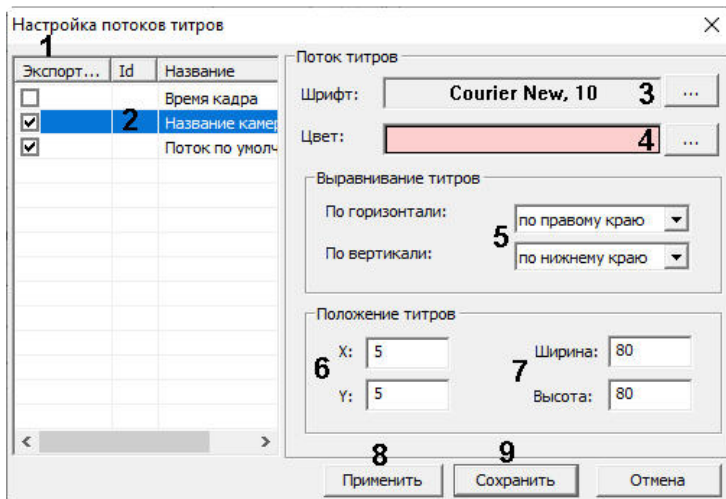 Настройка потоков титров
1
Экспорт... Id Название
Время кадра
2 Название камер
Поток по умолч
Поток титров
Шрифт: Courier New, 10 3 ...
Цвет: 4 ...
Выравнивание титров
По горизонтали: по правому краю
5
По вертикали: по нижнему краю
Положение титров
X: 5 Ширина: 80
6 7
Y: 5 Высота: 80
8 9
Применить Сохранить Отмена